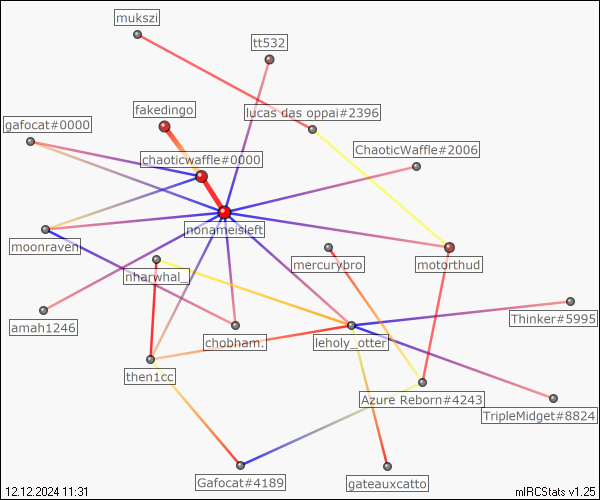 mukszi
tt532
fakedingo
lucas das oppai#2396
gafocat#0000
chaoticwaffle#0000
ChaoticWaffle#2006
nonameisleft
moonraven
mercurybro
motorthud
nharwhal_
Thinker#5995
amah1246
chobham.
leholy_otter
then1cc
Azure Reborn#4243
TripleMidget#8824
Gafocat#4189
gateauxcatto
12.12.2024 11:31
mIRCStats v1.25